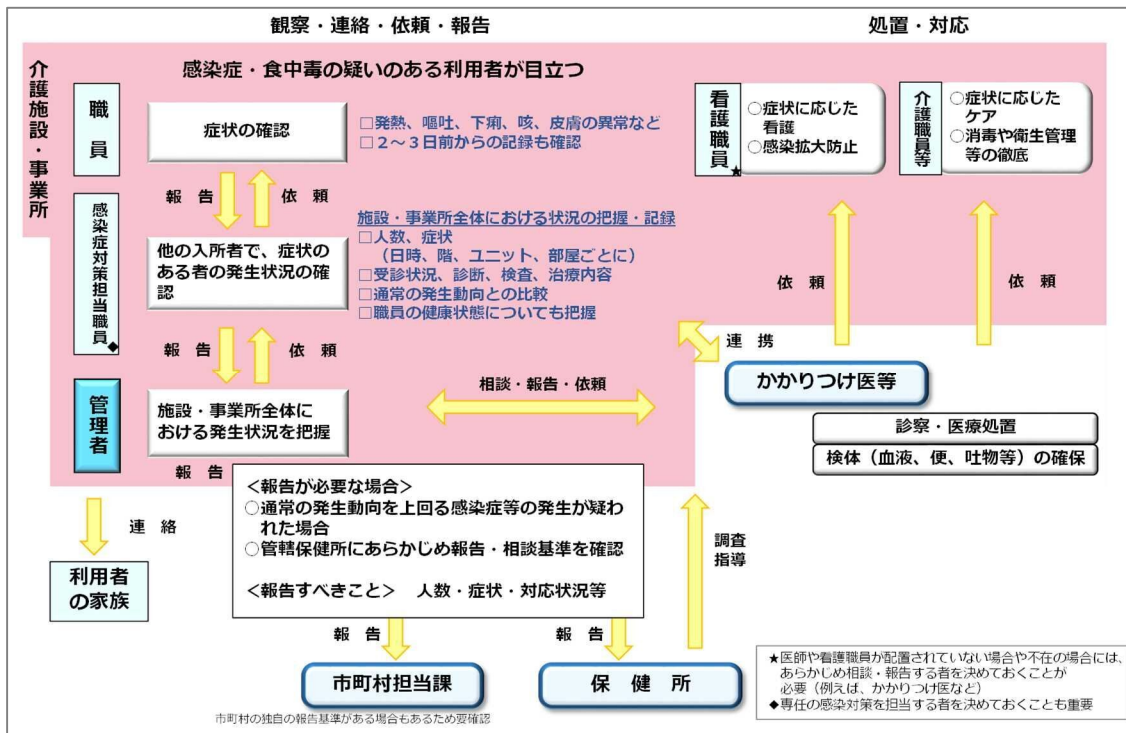 観察・連絡・依頼・報告
処置・対応
介護施設・事業所
感染症・食中毒の疑いのある利用者が目立つ
職員
症状の確認
□発熱、嘔吐、下痢、咳、皮膚の異常など
□２～３日前からの記録も確認
報 告
依 頼
感染症対策担当職員◆
他の入所者で、症状の
ある者の発生状況の確
認
施設・事業所全体における状況の把握・記録
□人数、症状
（日時、階、ユニット、部屋ごとに）
□受診状況、診断、検査、治療内容
□通常の発生動向との比較
□職員の健康状態についても把握
報 告
依 頼
管理者
施設・事業所全体に
おける発生状況を把握
相談・報告・依頼
看護職員★
○症状に応じた
看護
○感染拡大防止
介護職員等
○症状に応じた
ケア
○消毒や衛生管理
等の徹底
依 頼
依 頼
連 携
かかりつけ医等
診察・医療処置
検体（血液、便、吐物等）の確保
報 告
<報告が必要な場合>
○通常の発生動向を上回る感染症等の発生が疑わ
れた場合
○管轄保健所にあらかじめ報告・相談基準を確認
<報告すべきこと> 人数・症状・対応状況等
連 絡
利用者
の家族
調査
指導
報 告
報 告
市町村担当課
保 健 所
市町村の独自の報告基準がある場合もあるため要確認
★医師や看護職員が配置されていない場合や不在の場合には、
あらかじめ相談・報告する者を決めておくことが
必要（例えば、かかりつけ医など）
◆専任の感染対策を担当する者を決めておくことも重要